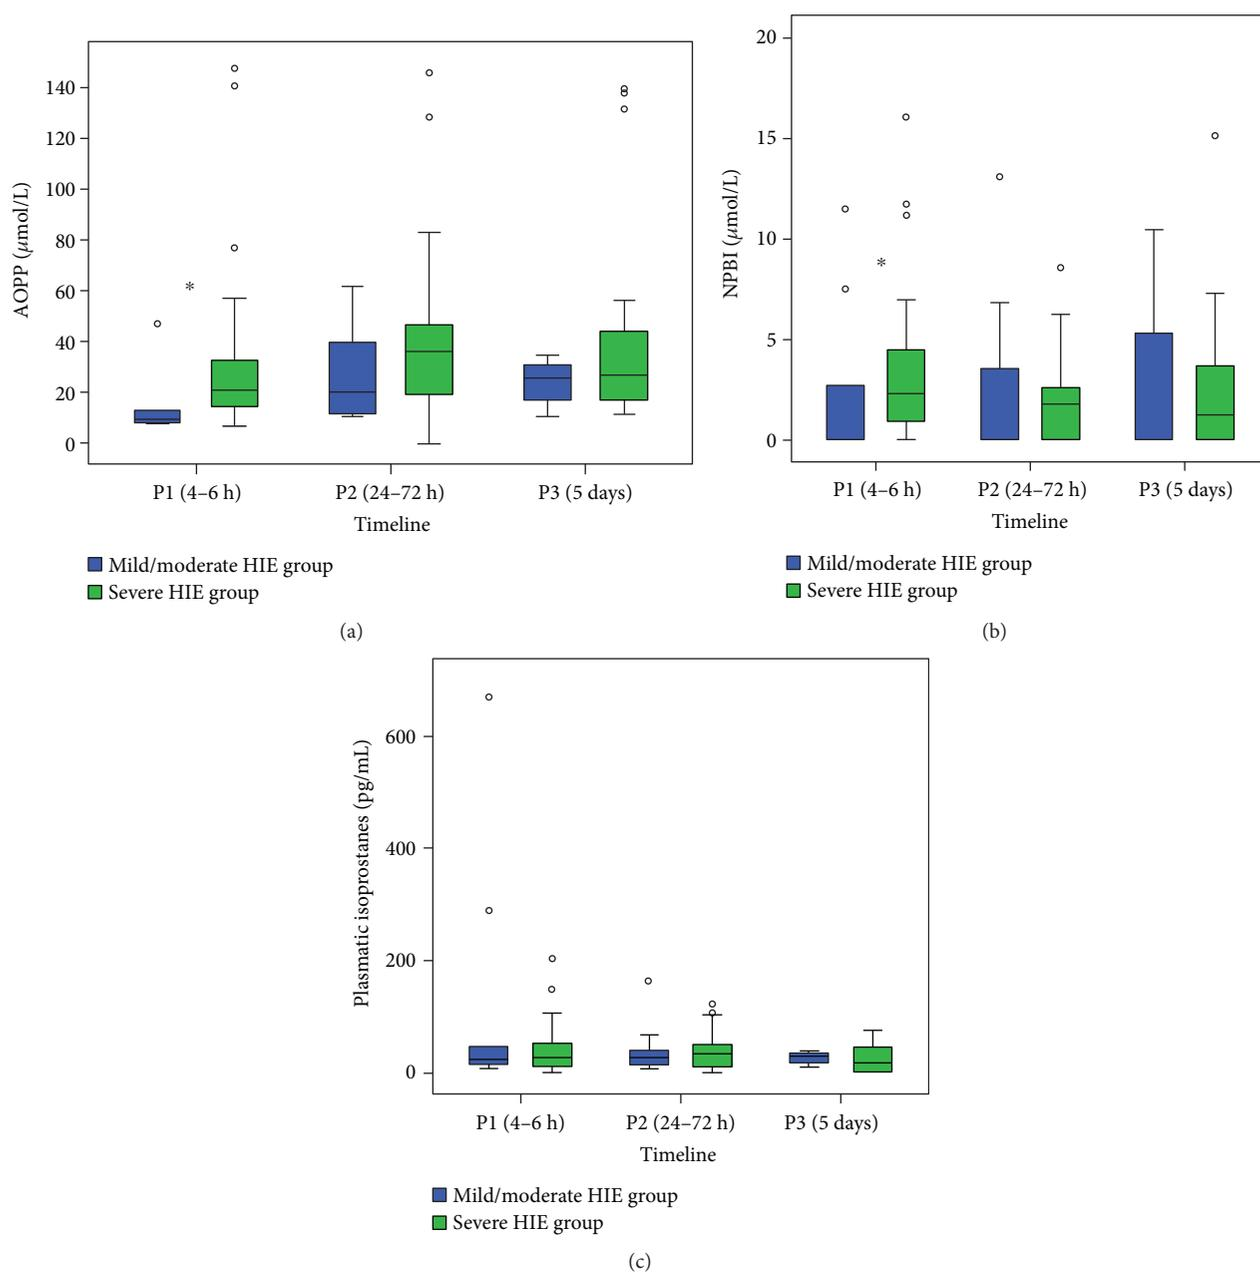 140
120
100
80
60
40
20
0
AOPP (μmol/L)
*
P1 (4–6 h)
P2 (24–72 h)
P3 (5 days)
Timeline
Mild/moderate HIE group
Severe HIE group
(a)
20
15
10
5
0
NPBI (μmol/L)
*
P1 (4–6 h)
P2 (24–72 h)
P3 (5 days)
Timeline
Mild/moderate HIE group
Severe HIE group
(b)
600
400
200
0
Plasmatic isoprostanes (pg/mL)
P1 (4–6 h)
P2 (24–72 h)
P3 (5 days)
Timeline
Mild/moderate HIE group
Severe HIE group
(c)